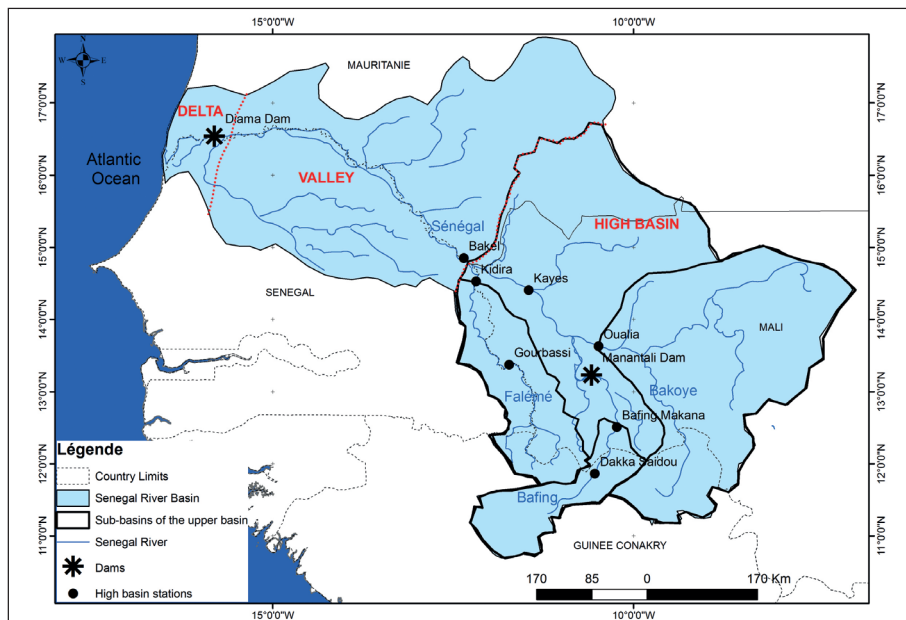 15°0'0"W
10°0'0"W
N
W
E
S
MAURITANIE
17°0'0"N
17°0'0"N
DELTA
Diama Dam
Atlantic
Ocean
16°0'0"N
16°0'0"N
VALLEY
Sénégal
HIGH BASIN
15°0'0"N
15°0'0"N
Bakel
Kidira
Kayes
SENEGAL
14°0'0"N
14°0'0"N
Oualia
MALI
Manantali Dam
Gourbassi
13°0'0"N
13°0'0"N
Falémé
Bakoye
Bafing Makana
Légende
12°0'0"N
12°0'0"N
Dakka Saidou
Country Limits
Bafing
Senegal River Basin
Sub-basins of the upper basin
11°0'0"N
11°0'0"N
GUINEE CONAKRY
Senegal River
Dams
170
85
0
170 Km
High basin stations
15°0'0"W
10°0'0"W